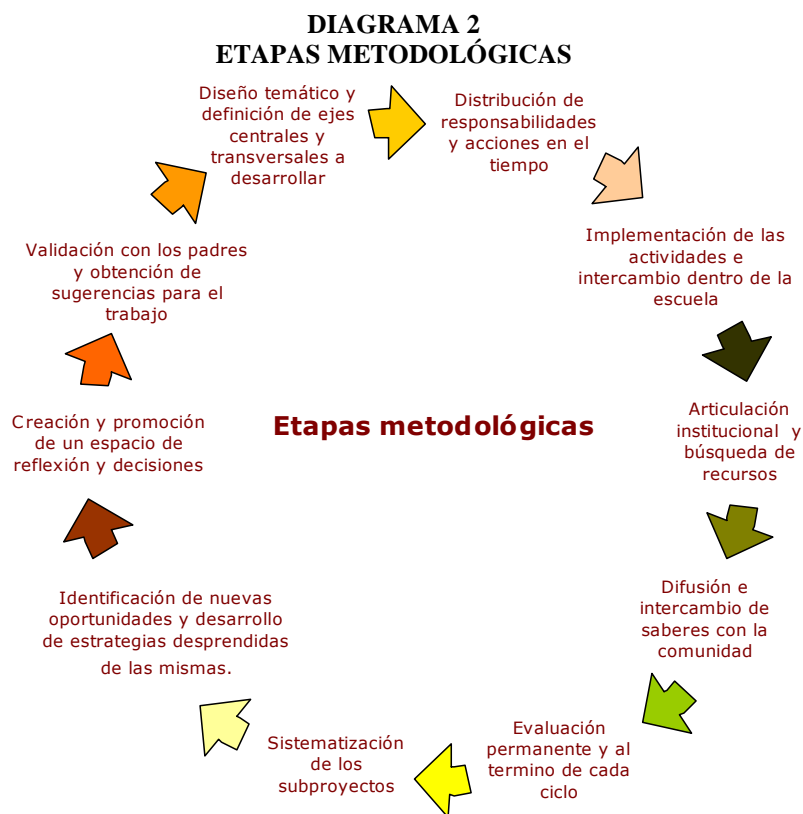 DIAGRAMA 2
ETAPAS METODOLÓGICAS
Diseño temático y
definición de ejes
centrales y
transversales a
desarrollar
Distribución de
responsabilidades
y acciones en el
tiempo
Implementación de las
actividades e
intercambio dentro de la
escuela
Articulación
institucional y
búsqueda de
recursos
Difusión e
intercambio de
saberes con la
comunidad
Evaluación
permanente y al
termino de cada
ciclo
Sistematización
de los
subproyectos
Identificación de nuevas
oportunidades y desarrollo
de estrategias desprendidas
de las mismas.
Creación y promoción
de un espacio de
reflexión y decisiones
Validación con los padres
y obtención de
sugerencias para el
trabajo
Etapas metodológicas